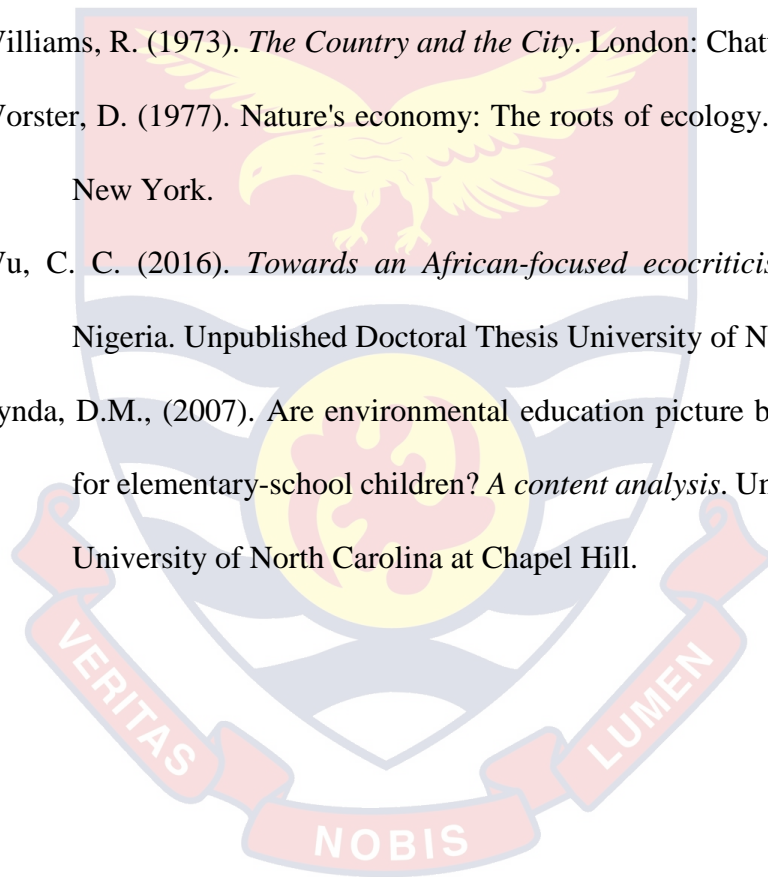 Williams, R. (1973). The Country and the City. London: Chat
Worster, D. (1977). Nature's economy: The roots of ecology.
New York.
Wu, C. C. (2016). Towards an African-focused ecocriticis
Nigeria. Unpublished Doctoral Thesis University of N
ynda, D.M., (2007). Are environmental education picture b
for elementary-school children? A content analysis. Un
University of North Carolina at Chapel Hill.
VERITAS
NOBIS
LUMEN